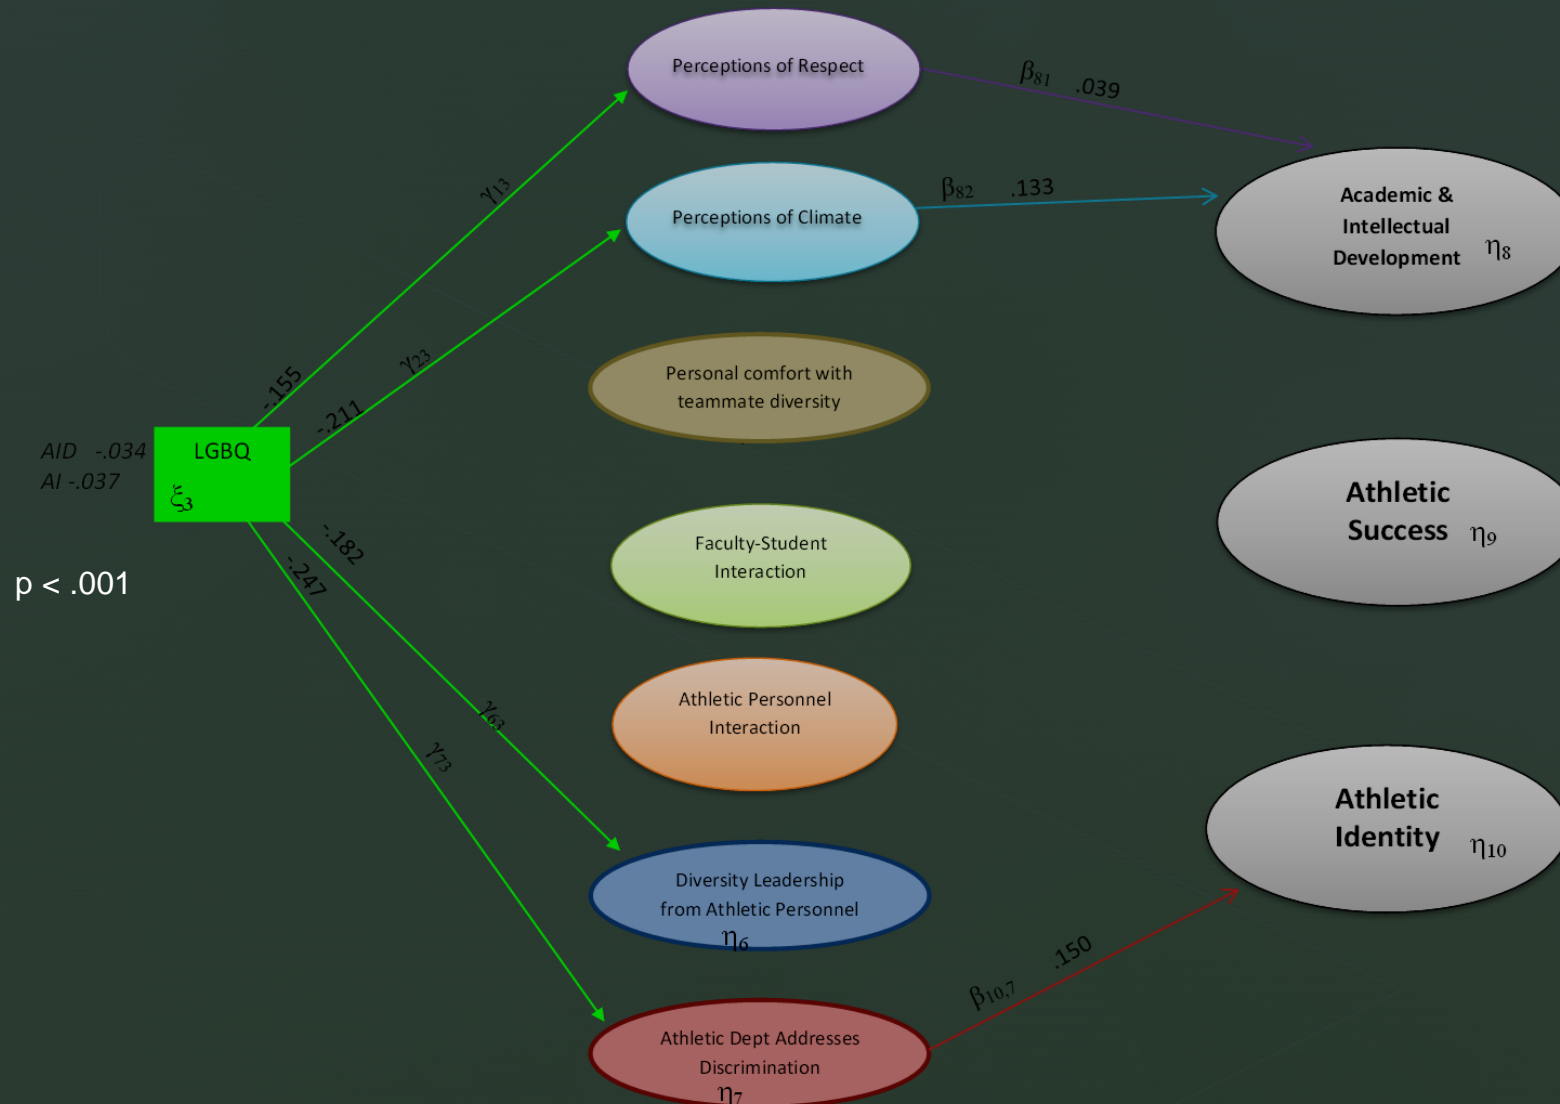 Perceptions of Respect
β81 .039
γ13
Perceptions of Climate
β82 .133
Academic &
Intellectual
Development η8
γ23
-.155
-.211
Personal comfort with
teammate diversity
AID -.034
AI -.037
LGBQ
ξ3
Athletic
Success η9
-.182
-.247
p < .001
Faculty-Student
Interaction
γ63
γ73
Athletic Personnel
Interaction
Athletic
Identity η10
Diversity Leadership
from Athletic Personnel
η6
β10,7 .150
Athletic Dept Addresses
Discrimination
η7